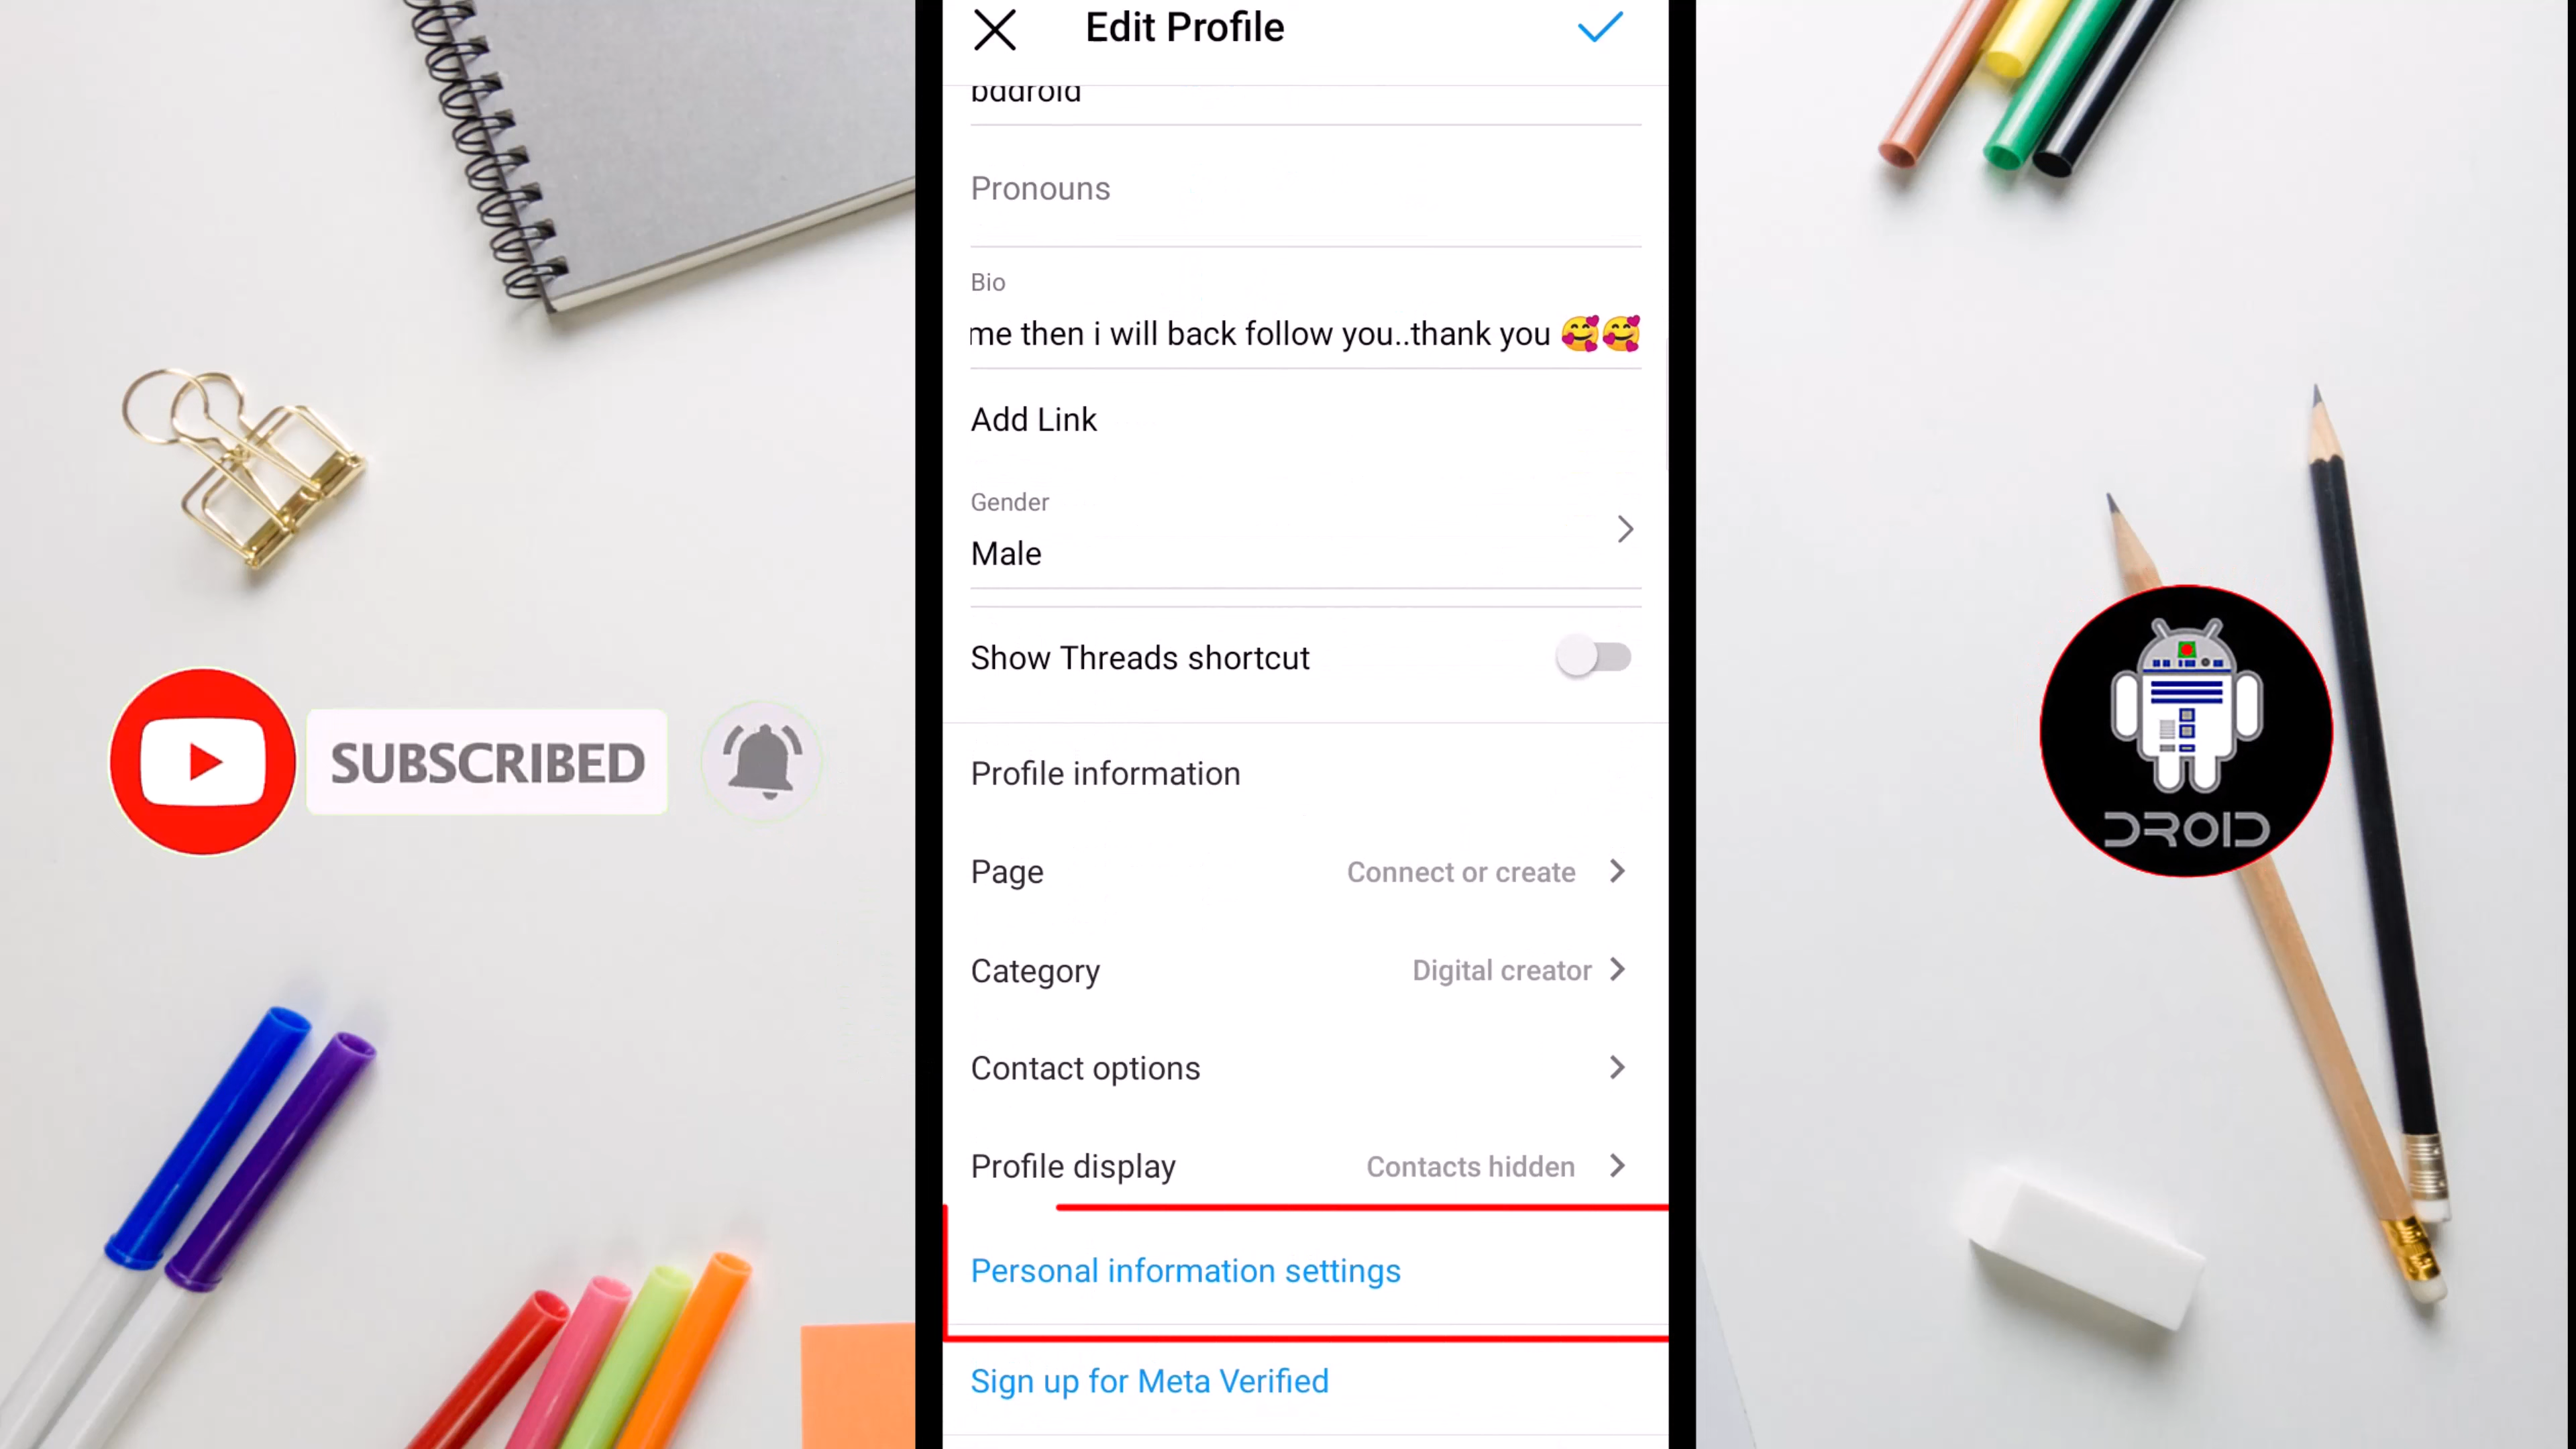 Edit Profile
bddroid
Pronouns
Bio
me then i will back follow you..thank you 🥰🥰
Add Link
Gender
Male
Show Threads shortcut
Profile information
Page
Connect or create
Category
Digital creator
Contact options
Profile display
Contacts hidden
Personal information settings
Sign up for Meta Verified
SUBSCRIBED
DROID